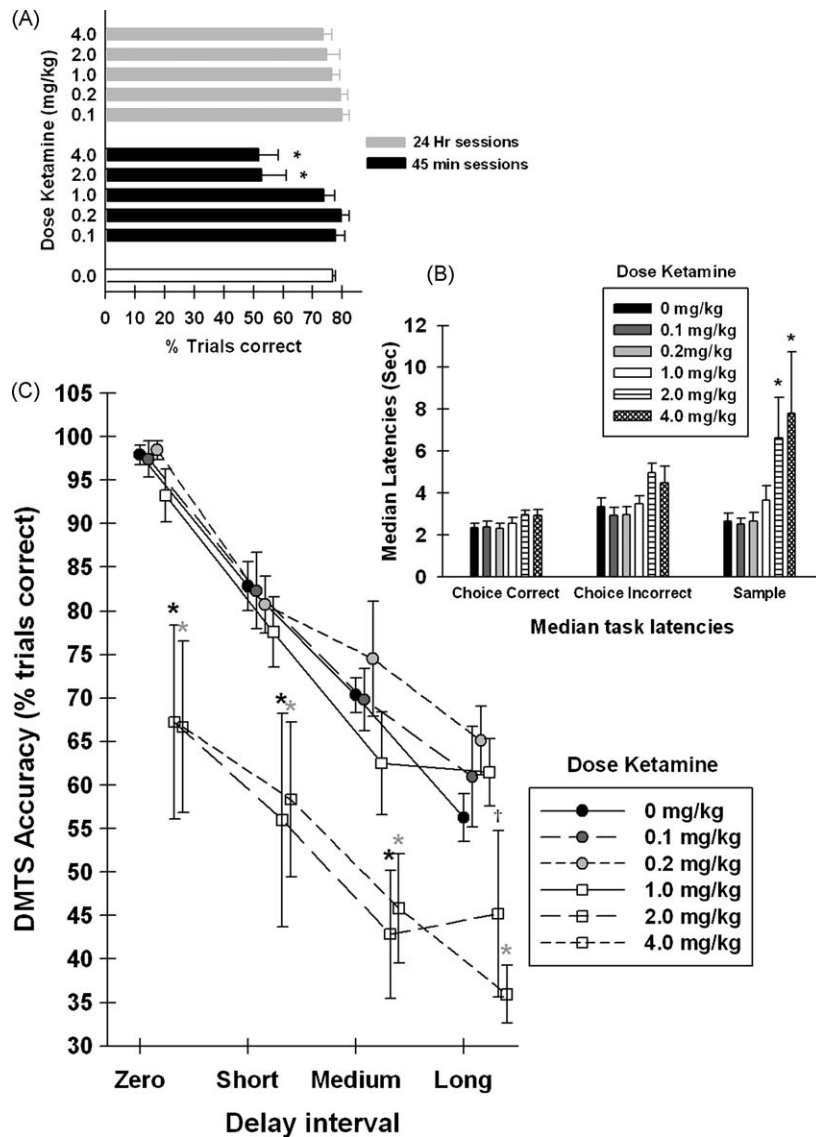 (A)
4.0
2.0
1.0
0.2
0.1
4.0
2.0
1.0
0.2
0.1
0.0
Dose Ketamine (mg/kg)
24 Hr sessions
45 min sessions
*
*
0 10 20 30 40 50 60 70 80
% Trials correct
(B)
Dose Ketamine
0 mg/kg
0.1 mg/kg
0.2mg/kg
1.0 mg/kg
2.0 mg/kg
4.0 mg/kg
12
10
8
6
4
2
0
Median Latencies (Sec)
*
*
Choice Correct Choice Incorrect Sample
Median task latencies
(C)
105
100
95
90
85
80
75
70
65
60
55
50
45
40
35
30
DMTS Accuracy (% trials correct)
* *
* *
* *
†
*
Zero Short Medium Long
Delay interval
Dose Ketamine
0 mg/kg
0.1 mg/kg
0.2 mg/kg
1.0 mg/kg
2.0 mg/kg
4.0 mg/kg